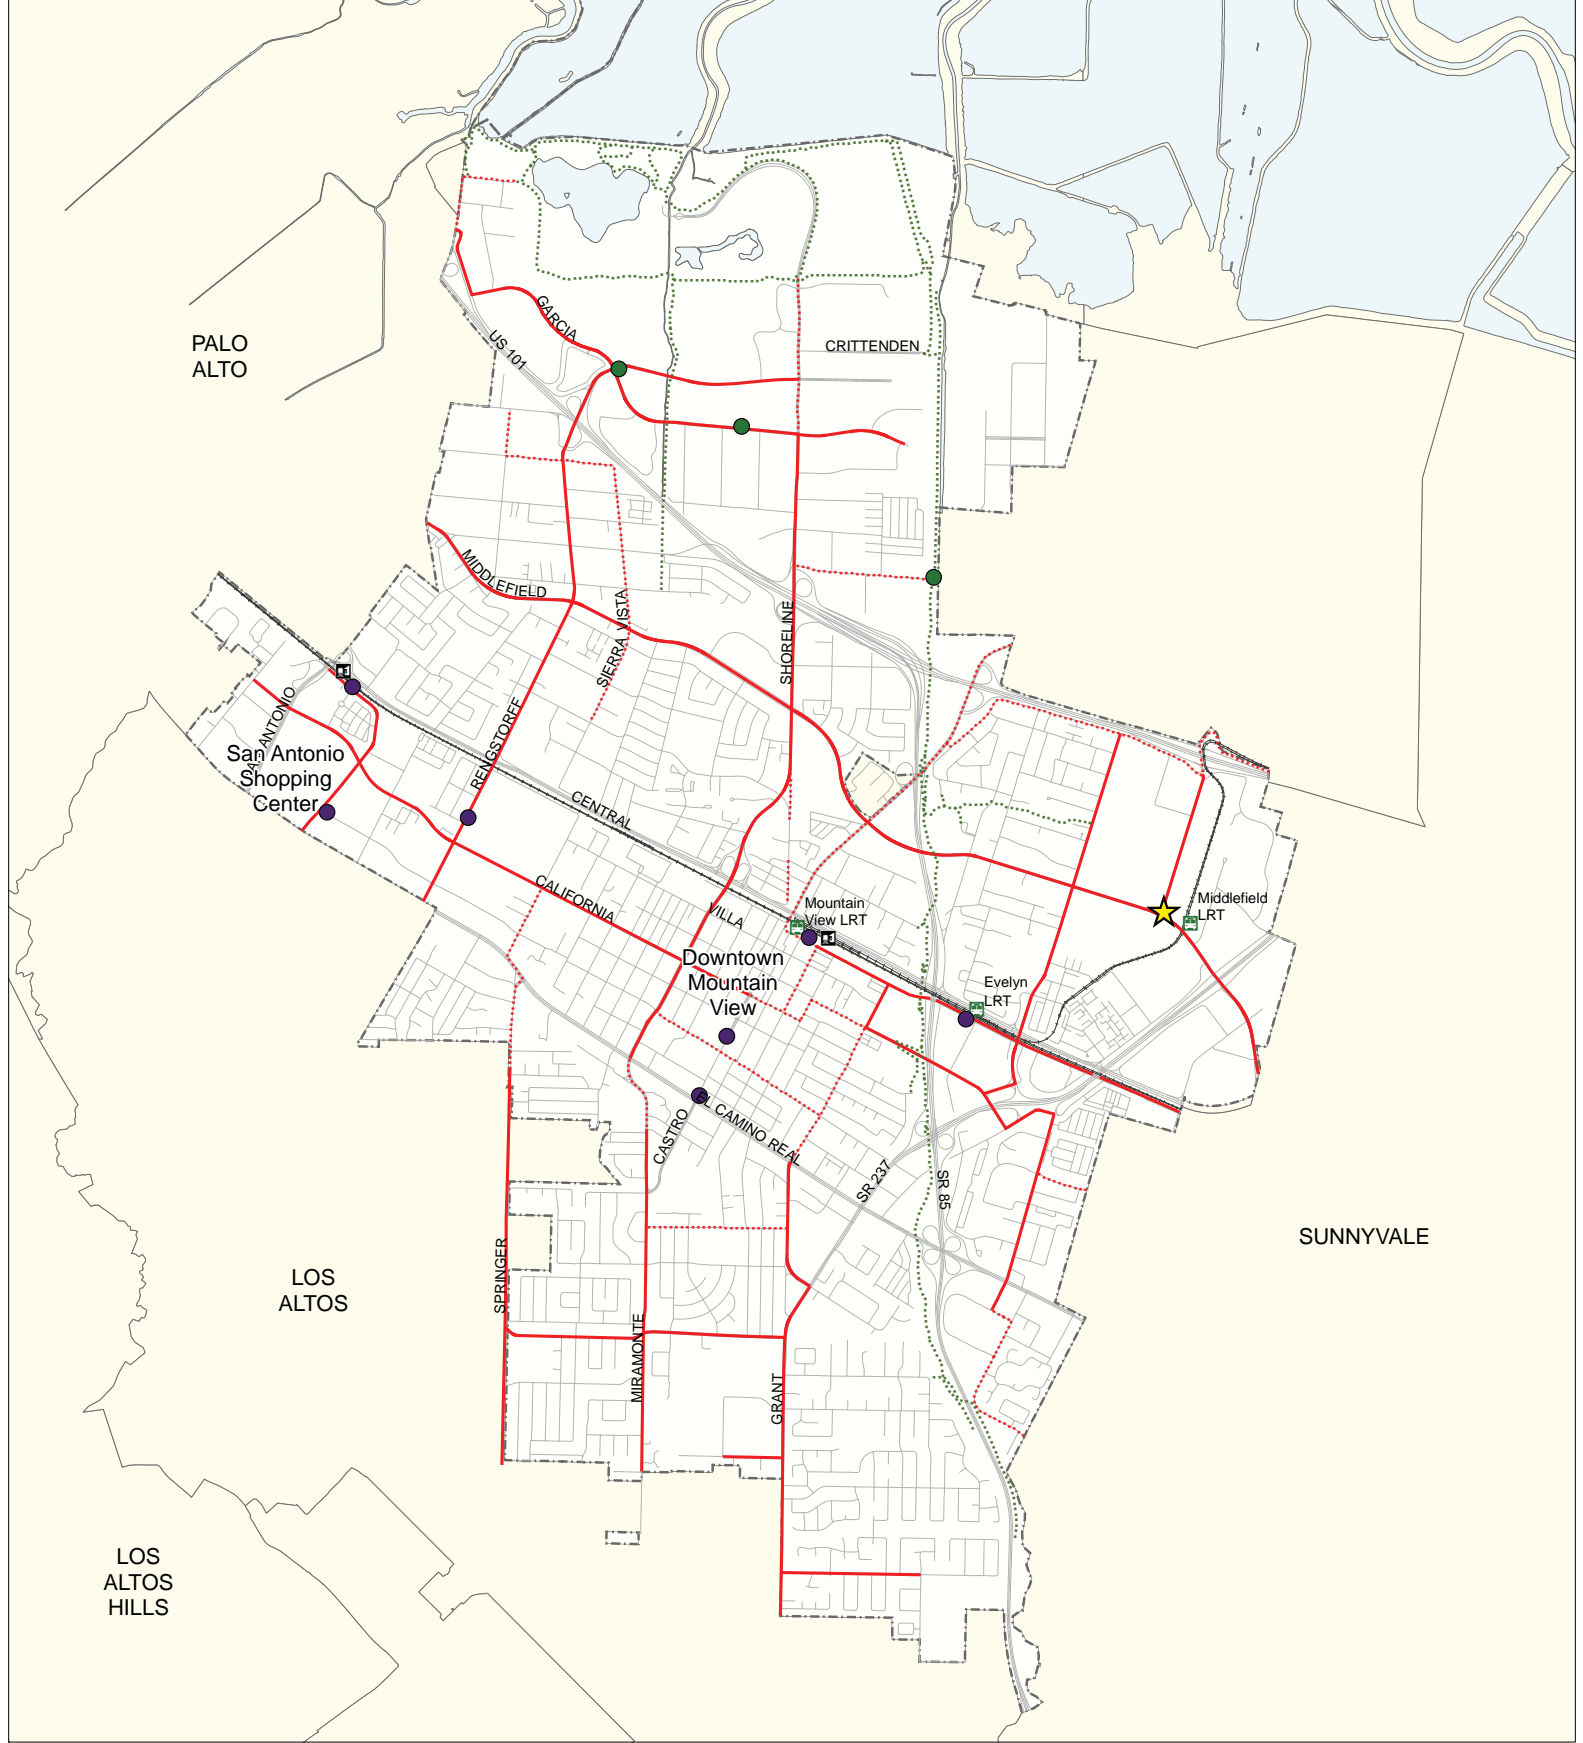 GARCIA
US 101
CRITTENDEN
PALO
ALTO
MIDDLEFIELD
SIERRA VISTA
SHORELINE
SAN ANTONIO
RENGSTORFF
San Antonio
Shopping
Center
CENTRAL
CALIFORNIA
VILLA
Mountain
View LRT
Middlefield
LRT
Downtown
Mountain
View
Evelyn
LRT
EL CAMINO REAL
CASTRO
SR 237
SR 85
SUNNYVALE
LOS
ALTOS
SPRINGER
MIRAMONTE
GRANT
LOS
ALTOS
HILLS